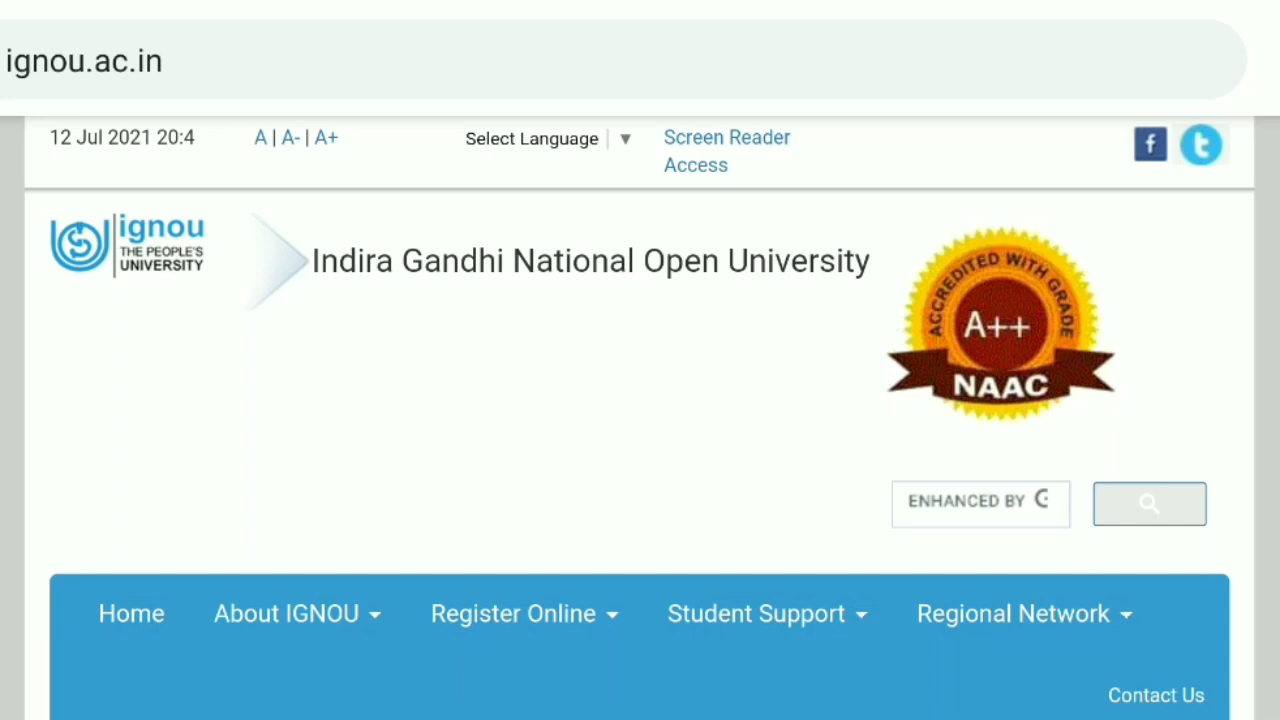 ignou.ac.in
12 Jul 2021 20:4
A | A- | A+
Select Language ▼
Screen Reader
Access
f
t
ignou
THE PEOPLE'S
UNIVERSITY
Indira Gandhi National Open University
ACCREDITED WITH GRADE
A++
NAAC
ENHANCED BY G
Home About IGNOU Register Online Student Support Regional Network
Contact Us